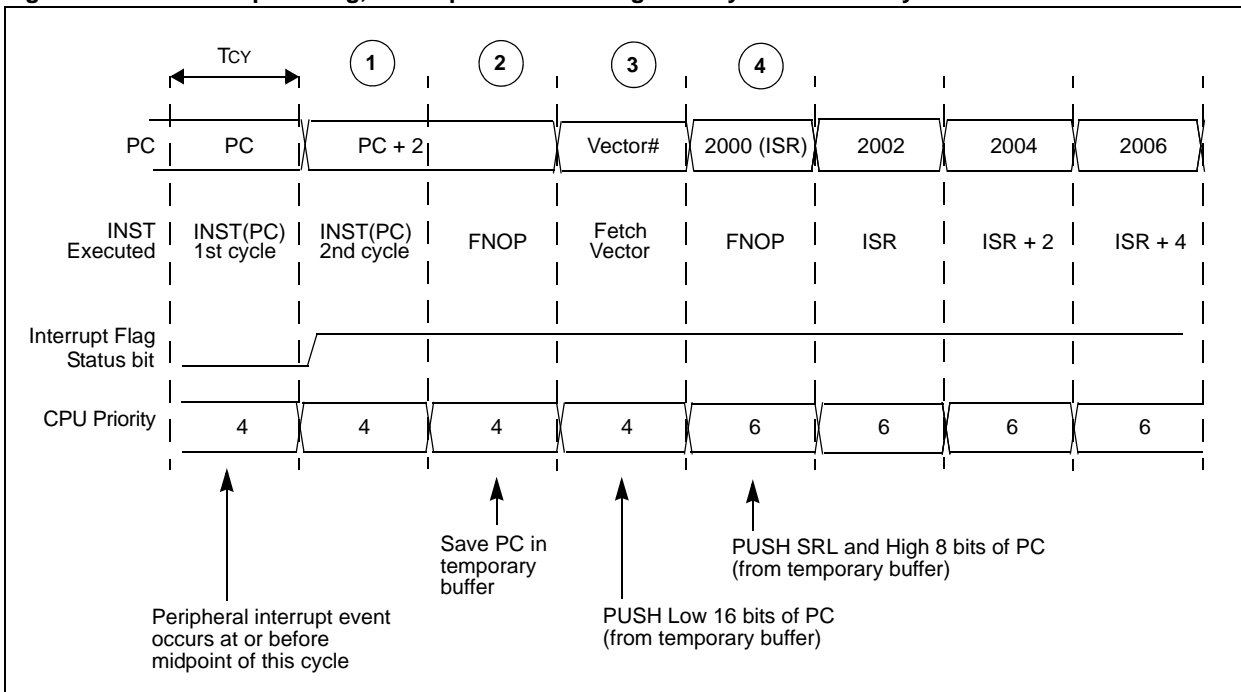 TCY 1 2 3 4
PC PC PC + 2 Vector# 2000 (ISR) 2002 2004 2006
INST
Executed
INST(PC)
1st cycle
INST(PC)
2nd cycle
FNOP
Fetch
Vector
FNOP
ISR
ISR + 2
ISR + 4
Interrupt Flag
Status bit
CPU Priority 4 4 4 4 6 6 6 6
Save PC in
temporary
buffer
PUSH SRL and High 8 bits of PC
(from temporary buffer)
Peripheral interrupt event
occurs at or before
midpoint of this cycle
PUSH Low 16 bits of PC
(from temporary buffer)